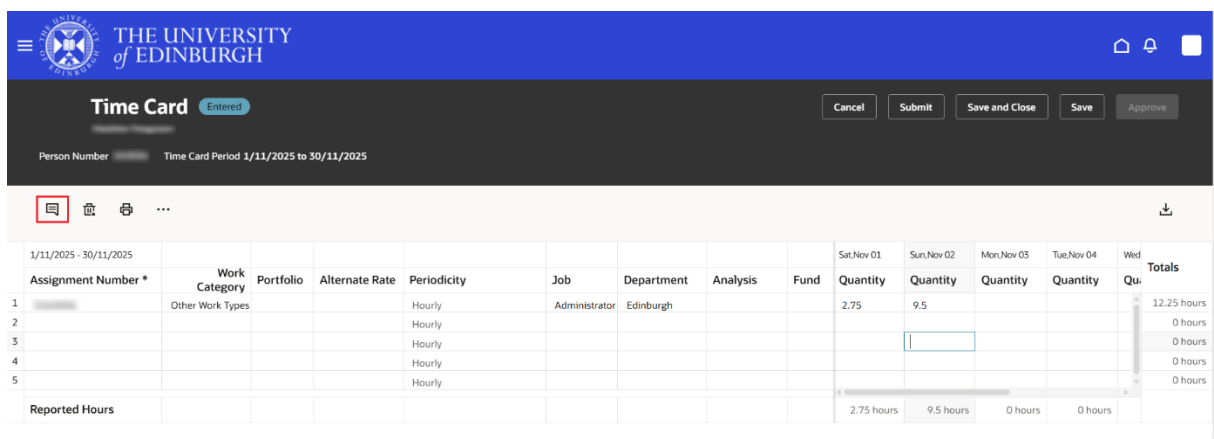 THE UNIVERSITY
of EDINBURGH
Time Card Entered
Cancel Submit Save and Close Save Approve
Person Number Time Card Period 1/11/2025 to 30/11/2025
1/11/2025 - 30/11/2025 Sat,Nov 01 Sun,Nov 02 Mon,Nov 03 Tue,Nov 04 Wed
Assignment Number * Work Category Portfolio Alternate Rate Periodicity Job Department Analysis Fund Quantity Quantity Quantity Quantity Totals
1 Other Work Types Hourly Administrator Edinburgh 2.75 9.5 12.25 hours
2 Hourly 0 hours
3 Hourly 0 hours
4 Hourly 0 hours
5 Hourly 0 hours
Reported Hours 2.75 hours 9.5 hours 0 hours 0 hours